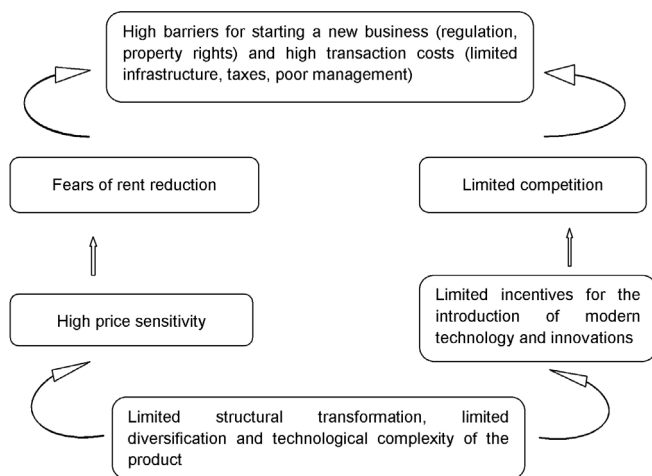 High barriers for starting a new business (regulation,
property rights) and high transaction costs (limited
infrastructure, taxes, poor management)
Fears of rent reduction
Limited competition
High price sensitivity
Limited incentives for the
introduction of modern
technology and innovations
Limited structural transformation, limited
diversification and technological complexity of the
product